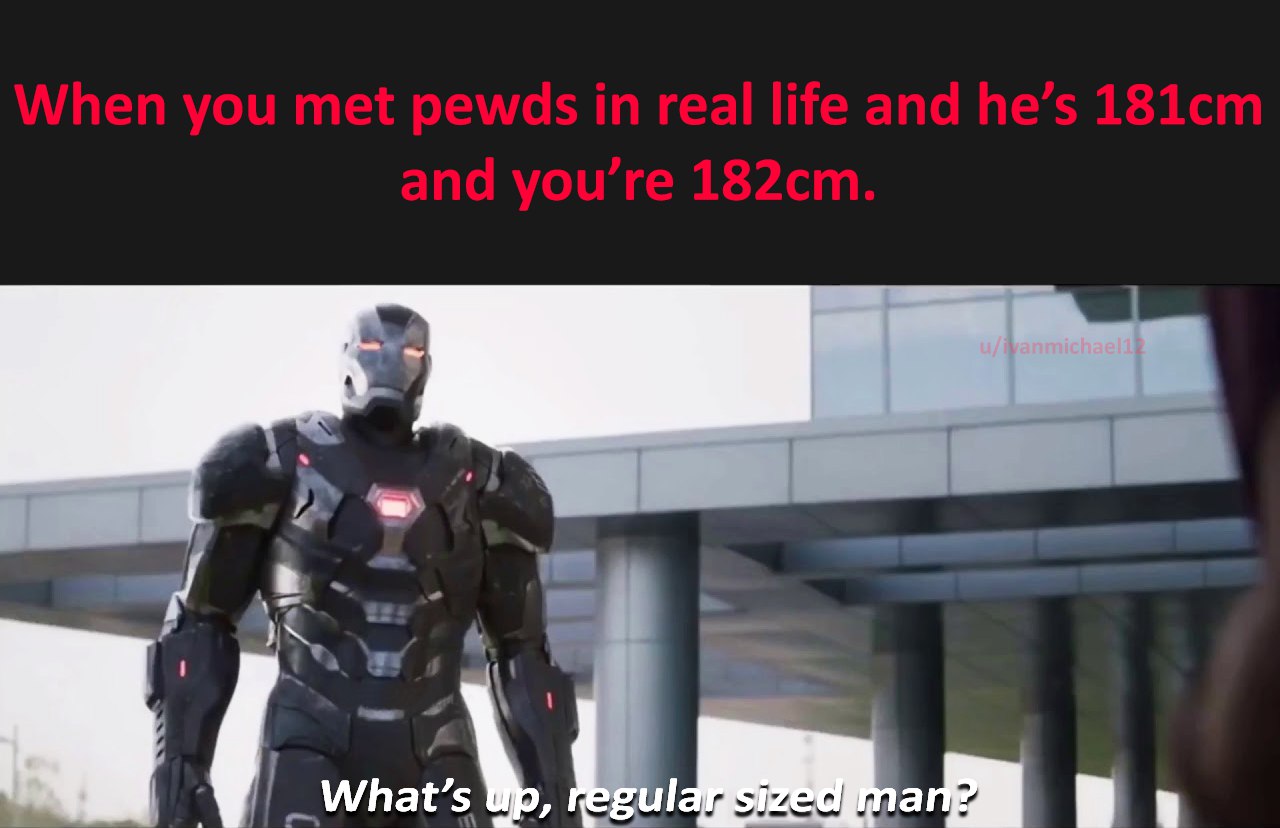 When you met pewds in real life and he’s 181cm
and you’re 182cm.
u/ivanmichael12
What’s up, regular sized man?